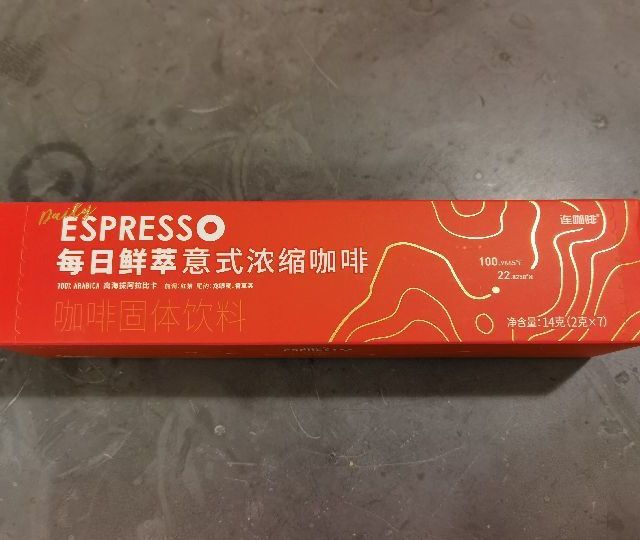 Daily
ESPRESSO
每日鲜萃意式浓缩咖啡
100% ARABICA 高海拔阿拉比卡
咖啡固体饮料
连咖啡
净含量:14克(2克×7)
ESPRESSO